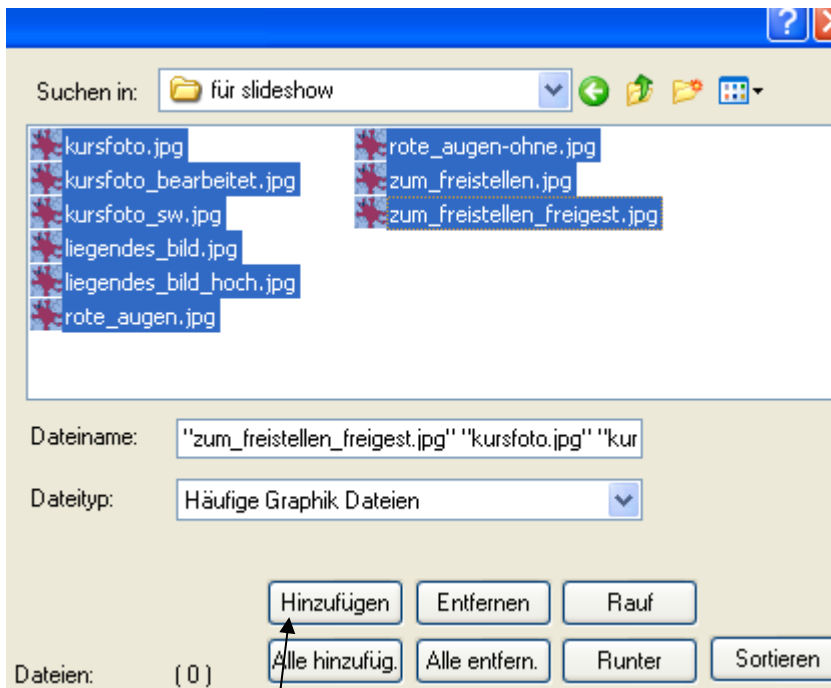 Suchen in: für slideshow
kursfoto.jpg
kursfoto_bearbeitet.jpg
kursfoto_sw.jpg
liegendes_bild.jpg
liegendes_bild_hoch.jpg
rote_augen.jpg
rote_augen-ohne.jpg
zum_freistellen.jpg
zum_freistellen_freigest.jpg
Dateiname: "zum_freistellen_freigest.jpg" "kursfoto.jpg" "kur
Dateityp: Häufige Graphik Dateien
Hinzufügen Entfernen Rauf
Dateien: ( 0 ) Alle hinzufüg. Alle entfern. Runter Sortieren